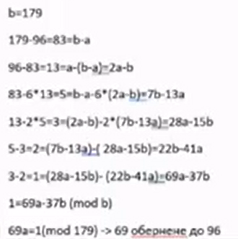 b=179
179-96=83=b-a
96-83=13=a-(b-a)=2a-b
83-6*13=5=b-a-6*(2a-b)=7b-13a
13-2*5=3=(2a-b)-2*(7b-13a)=28a-15b
5-3=2=(7b-13a)-( 28a-15b)=22b-41a
3-2=1=(28a-15b)- (22b-41a)=69a-37b
1=69a-37b (mod b)
69a=1(mod 179) -> 69 обернене до 96